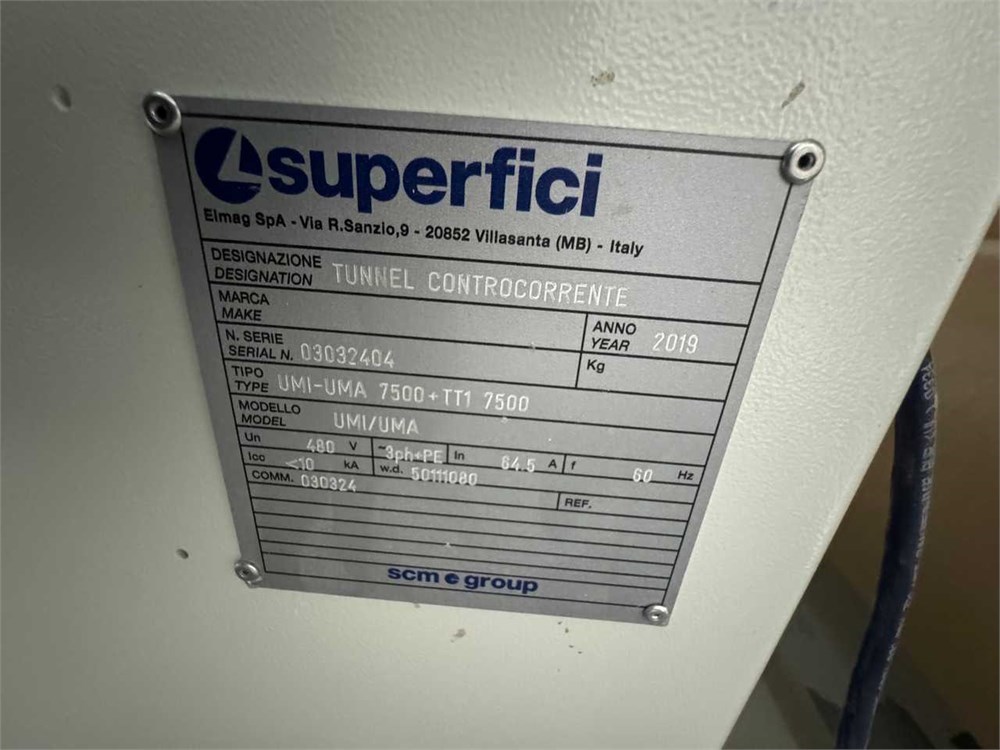 superfici
Elmag SpA - Via R.Sanzio,9 - 20852 Villasanta (MB) - Italy
DESIGNAZIONE
DESIGNATION TUNNEL CONTROCORRENTE
MARCA
MAKE
ANNO
YEAR 2019
N. SERIE
SERIAL N. 03032404
Kg
TIPO
TYPE UMI-UMA 7500+TT1 7500
MODELLO
MODEL UMI/UMA
Un 480 V ~3ph+PE In 64.5 A f 60 Hz
Icc <10 kA w.d. 50111080
COMM. 030324
REF.
scm e group